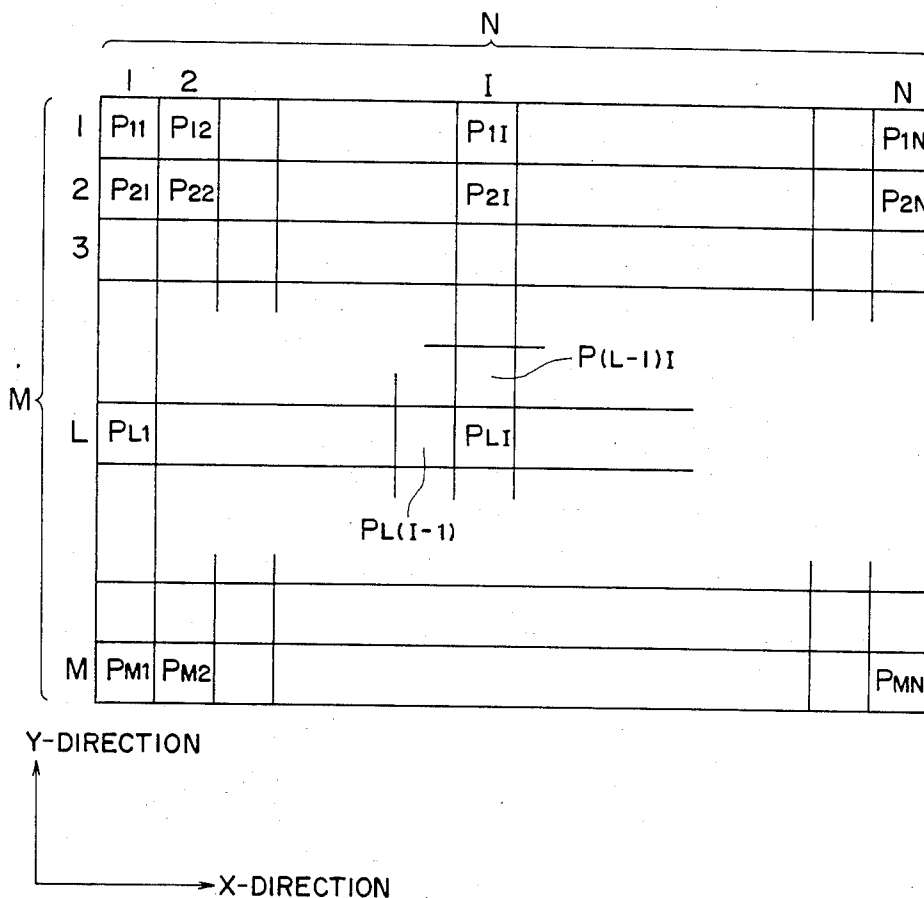 N
1 2 I N
1 P11 P12 P1I P1N
2 P21 P22 P2I P2N
3
P(L-1)I
M
L PL1 PLI
PL(I-1)
M PM1 PM2 PMN
Y-DIRECTION
X-DIRECTION